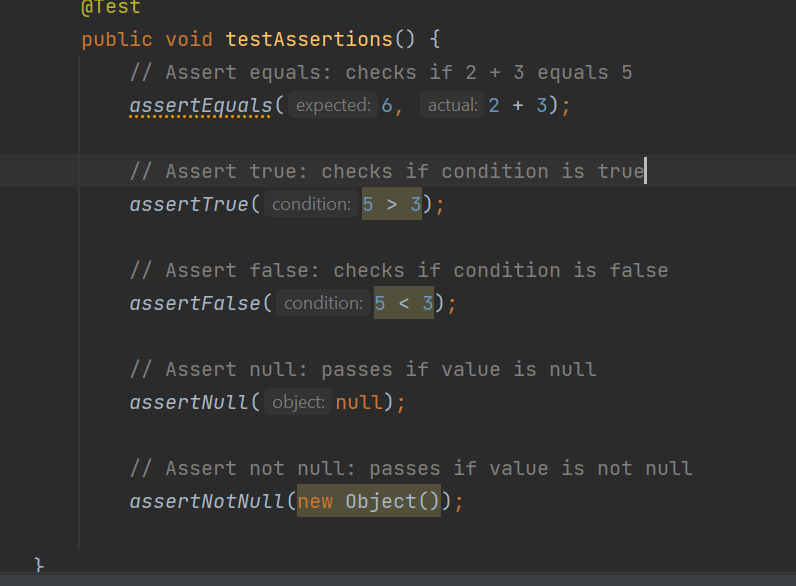 @Test
public void testAssertions() {
// Assert equals: checks if 2 + 3 equals 5
assertEquals( expected: 6, actual: 2 + 3);
// Assert true: checks if condition is true
assertTrue( condition: 5 > 3);
// Assert false: checks if condition is false
assertFalse( condition: 5 < 3);
// Assert null: passes if value is null
assertNull( object: null);
// Assert not null: passes if value is not null
assertNotNull(new Object());
}